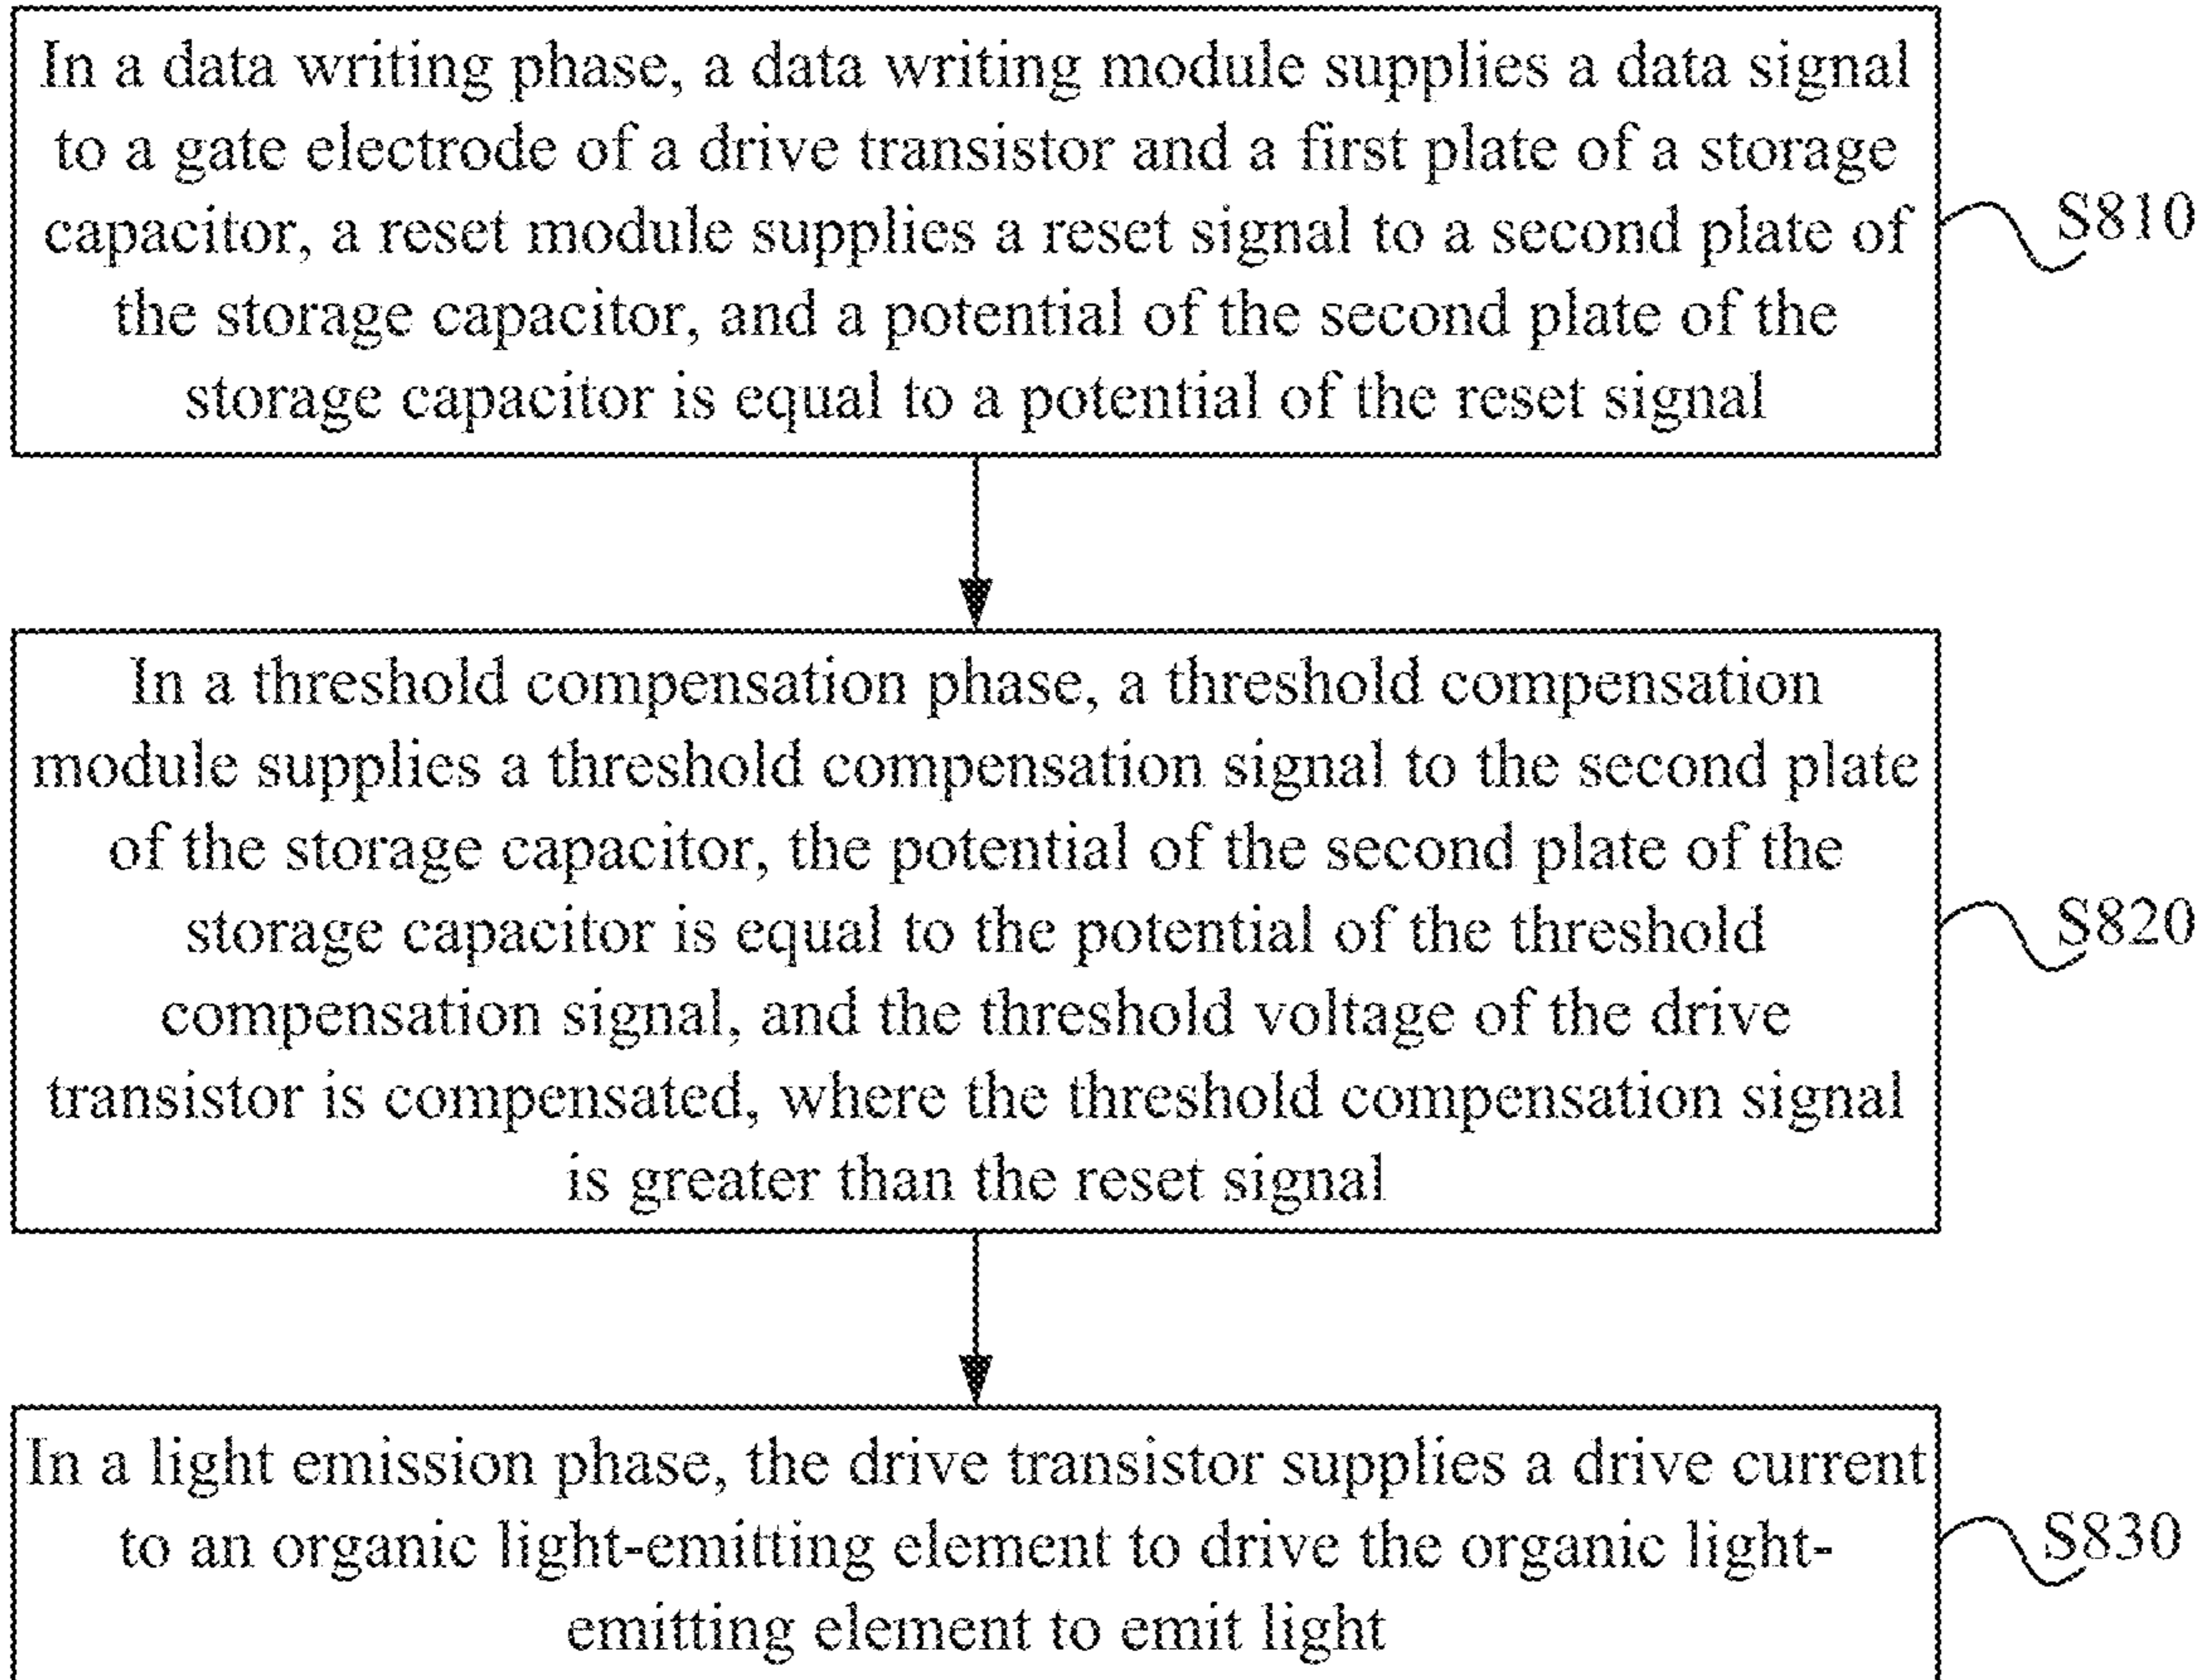 In a data writing phase, a data writing module supplies a data signal
to a gate electrode of a drive transistor and a first plate of a storage
capacitor, a reset module supplies a reset signal to a second plate of
the storage capacitor, and a potential of the second plate of the
storage capacitor is equal to a potential of the reset signal
S810
In a threshold compensation phase, a threshold compensation
module supplies a threshold compensation signal to the second plate
of the storage capacitor, the potential of the second plate of the
storage capacitor is equal to the potential of the threshold
compensation signal, and the threshold voltage of the drive
transistor is compensated, where the threshold compensation signal
is greater than the reset signal
S820
In a light emission phase, the drive transistor supplies a drive current
to an organic light-emitting element to drive the organic light-
emitting element to emit light
S830